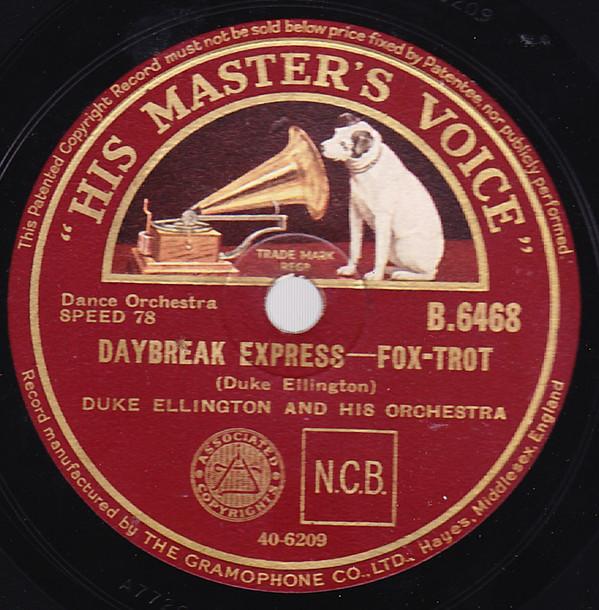 This Patented Copyright Record must not be sold below price fixed by Patentee, nor publicly performed.
"HIS MASTER'S VOICE"
TRADE MARK
REGD
Dance Orchestra
SPEED 78
B.6468
DAYBREAK EXPRESS—FOX-TROT
(Duke Ellington)
DUKE ELLINGTON AND HIS ORCHESTRA
ASSOCIATED
COPYRIGHTS
N.C.B.
40-6209
Record manufactured by THE GRAMOPHONE CO., LTD., Hayes, Middlesex, England